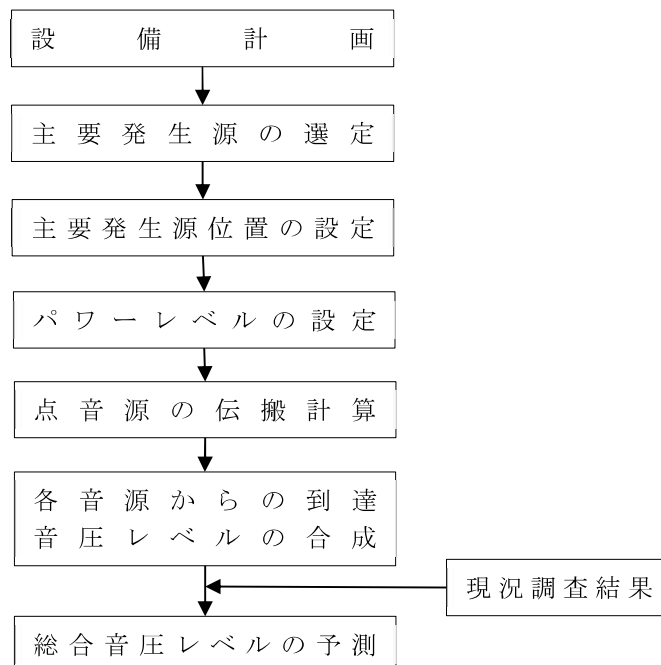 設備計画
主要発生源の選定
主要発生源位置の設定
パワーレベルの設定
点音源の伝搬計算
各音源からの到達
音圧レベルの合成
現況調査結果
総合音圧レベルの予測